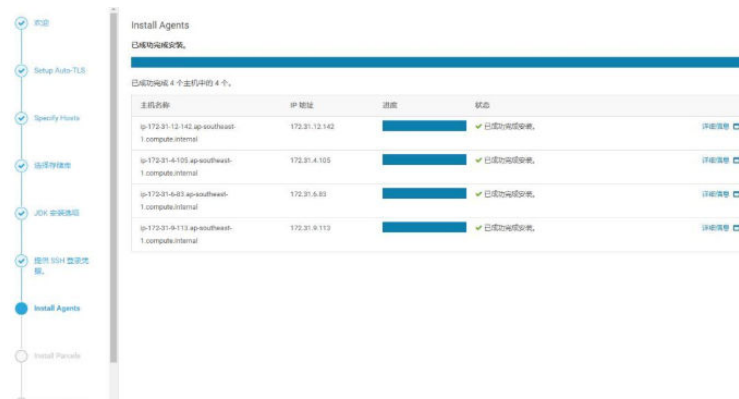 欢迎
Setup Auto-TLS
Specify Hosts
选择存储库
JDK 安装选项
提供 SSH 登录凭
据。
Install Agents
Install Parcels
Install Agents
已成功完成安装。
已成功完成 4 个主机中的 4 个。
主机名称 IP 地址 进度 状态
ip-172-31-12-142.ap-southeast- 172.31.12.142 已成功完成安装。 详细信息
1.compute.internal
ip-172-31-4-105.ap-southeast- 172.31.4.105 已成功完成安装。 详细信息
1.compute.internal
ip-172-31-6-83.ap-southeast- 172.31.6.83 已成功完成安装。 详细信息
1.compute.internal
ip-172-31-9-113.ap-southeast- 172.31.9.113 已成功完成安装。 详细信息
1.compute.internal